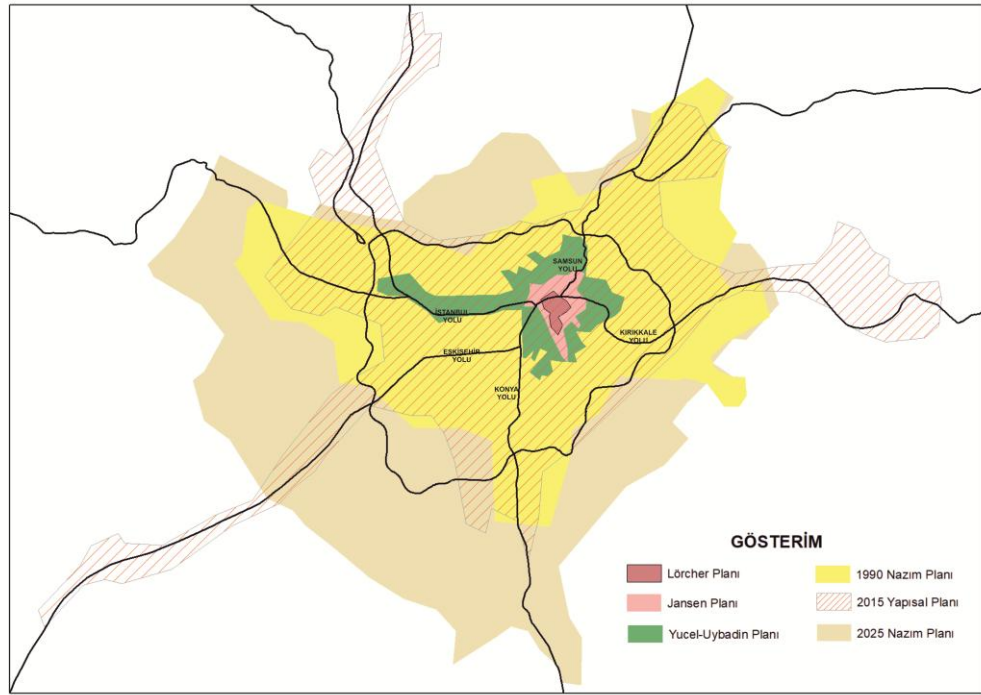 SAMSUN
YOLU
İSTANBUL
YOLU
KIRIKKALE
YOLU
ESKİŞEHİR
YOLU
KONYA
YOLU
GÖSTERİM
Lörcher Planı
Jansen Planı
Yucel-Uybadin Planı
1990 Nazım Planı
2015 Yapısal Planı
2025 Nazım Planı